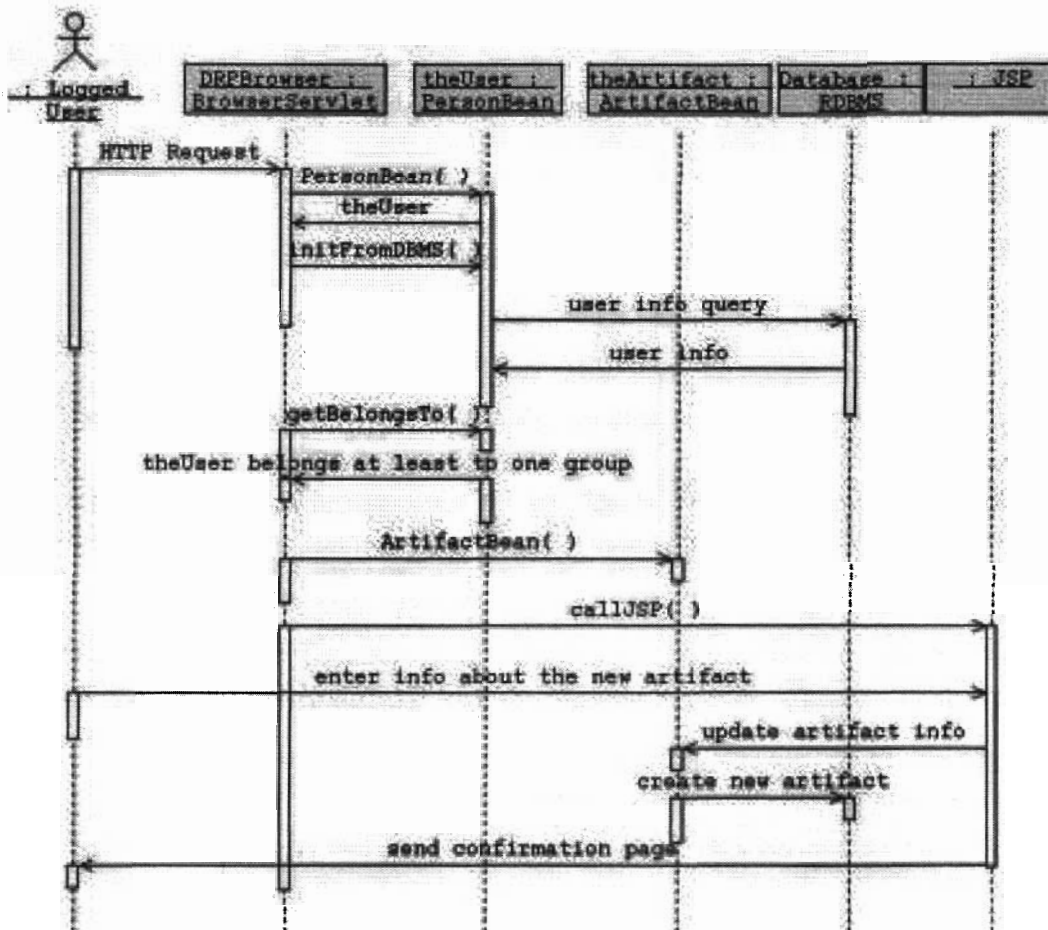 : Logged
User
DRPBrowser :
BrowserServlet
theUser :
PersonBean
theArtifact :
ArtifactBean
Database :
RDBMS
: JSP
HTTP Request
PersonBean( )
theUser
initFromDBMS( )
user info query
user info
getBelongsTo( )
theUser belongs at least to one group
ArtifactBean( )
callJSP( )
enter info about the new artifact
update artifact info
create new artifact
send confirmation page